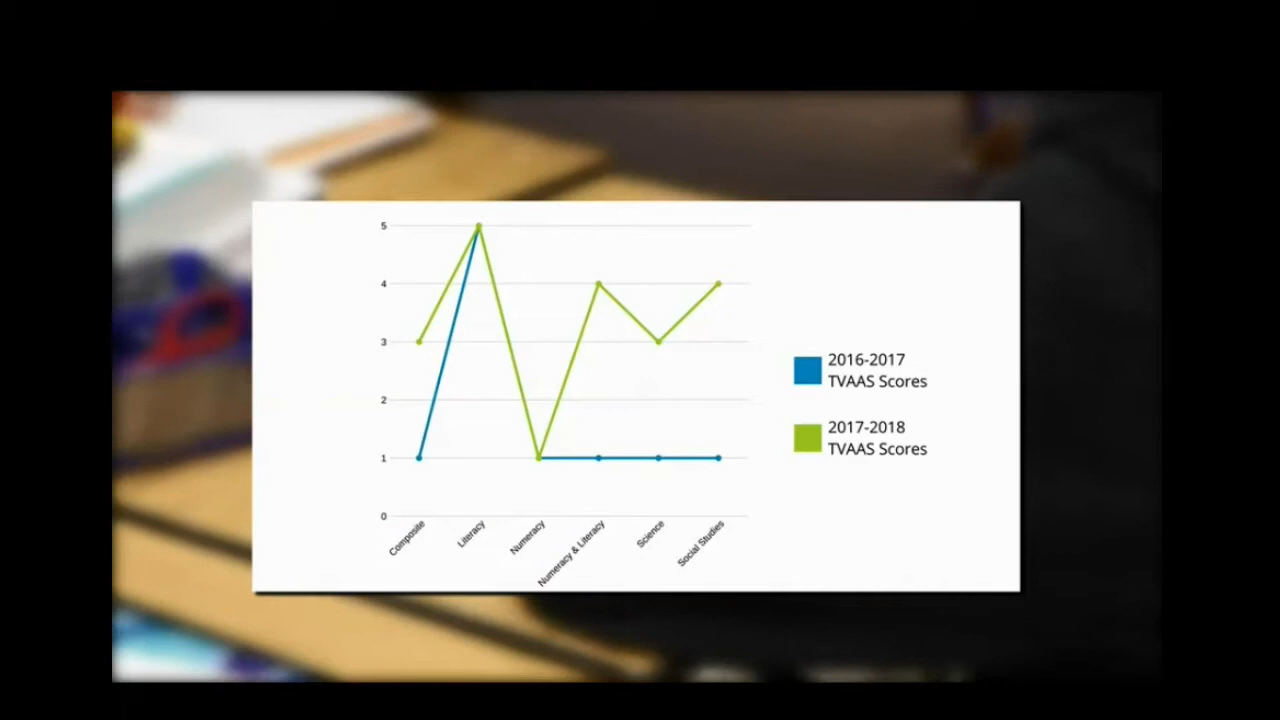 5
4
3
2
1
0
Composite
Literacy
Numeracy
Numeracy & Literacy
Science
Social Studies
2016-2017
TVAAS Scores
2017-2018
TVAAS Scores